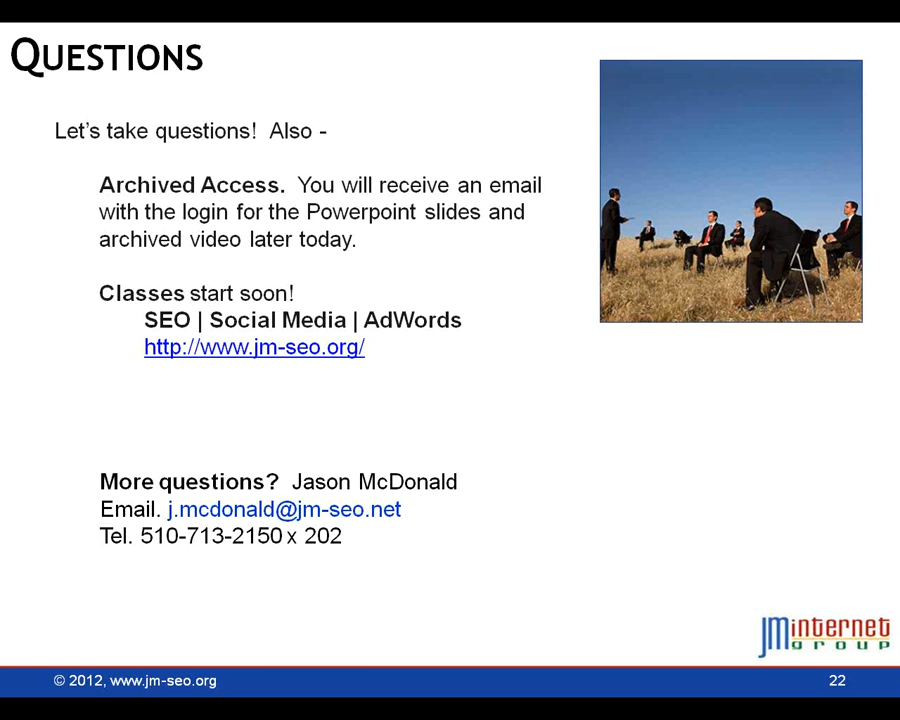 QUESTIONS
Let's take questions! Also -
Archived Access. You will receive an email
with the login for the Powerpoint slides and
archived video later today.
Classes start soon!
SEO | Social Media | AdWords
http://www.jm-seo.org/
More questions? Jason McDonald
Email. j.mcdonald@jm-seo.net
Tel. 510-713-2150 x 202
JMinternet
group
© 2012, www.jm-seo.org
22